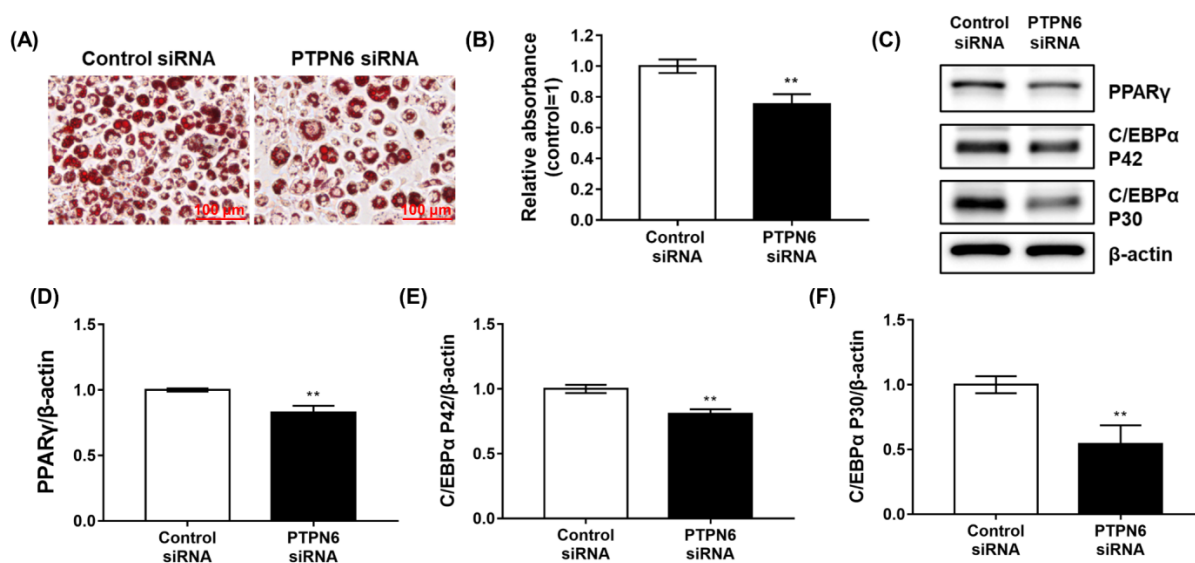 (A)
Control siRNA
PTPN6 siRNA
100 μm
100 μm
(B)
Relative absorbance
(control=1)
1.2
1.0
0.8
0.6
0.4
0.2
0.0
**
Control
siRNA
PTPN6
siRNA
(C)
Control
siRNA
PTPN6
siRNA
PPARγ
C/EBPα
P42
C/EBPα
P30
β-actin
(D)
PPARγ/β-actin
1.5
1.0
0.5
0.0
**
Control
siRNA
PTPN6
siRNA
(E)
C/EBPα P42/β-actin
1.5
1.0
0.5
0.0
**
Control
siRNA
PTPN6
siRNA
(F)
C/EBPα P30/β-actin
1.5
1.0
0.5
0.0
**
Control
siRNA
PTPN6
siRNA